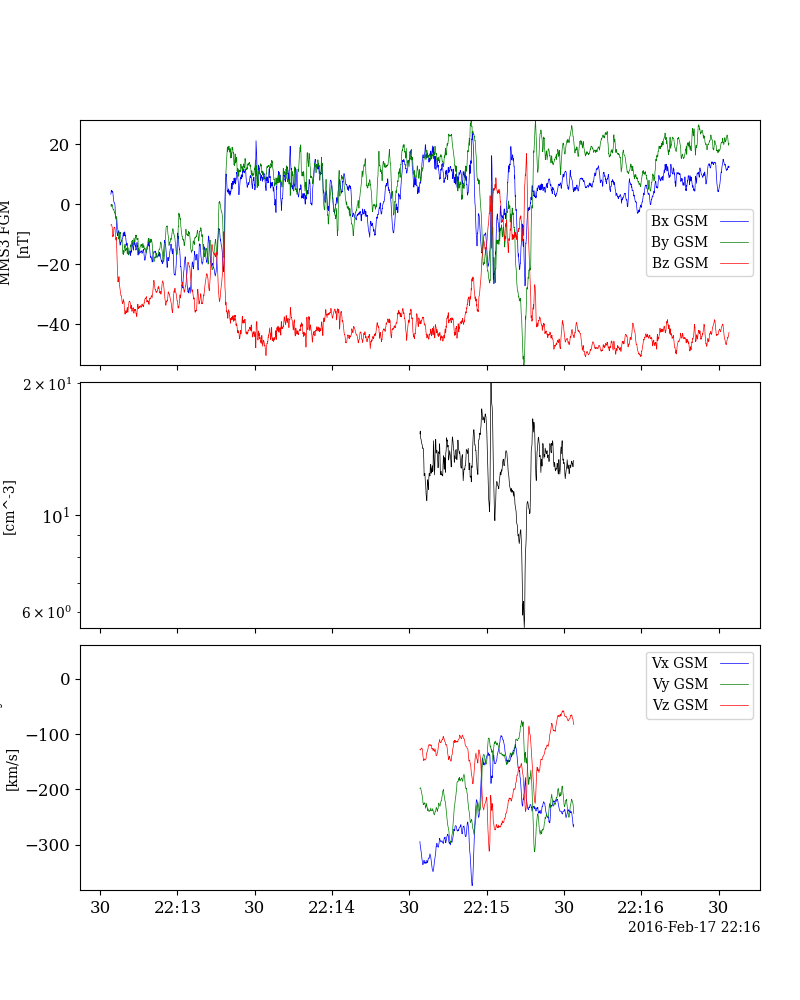 20
0
−20
−40
MMS3 FGM
[nT]
Bx GSM
By GSM
Bz GSM
2 × 10¹
10¹
6 × 10⁰
[cm^-3]
0
−100
−200
−300
[km/s]
Vx GSM
Vy GSM
Vz GSM
30 22:13 30 22:14 30 22:15 30 22:16 30
2016-Feb-17 22:16